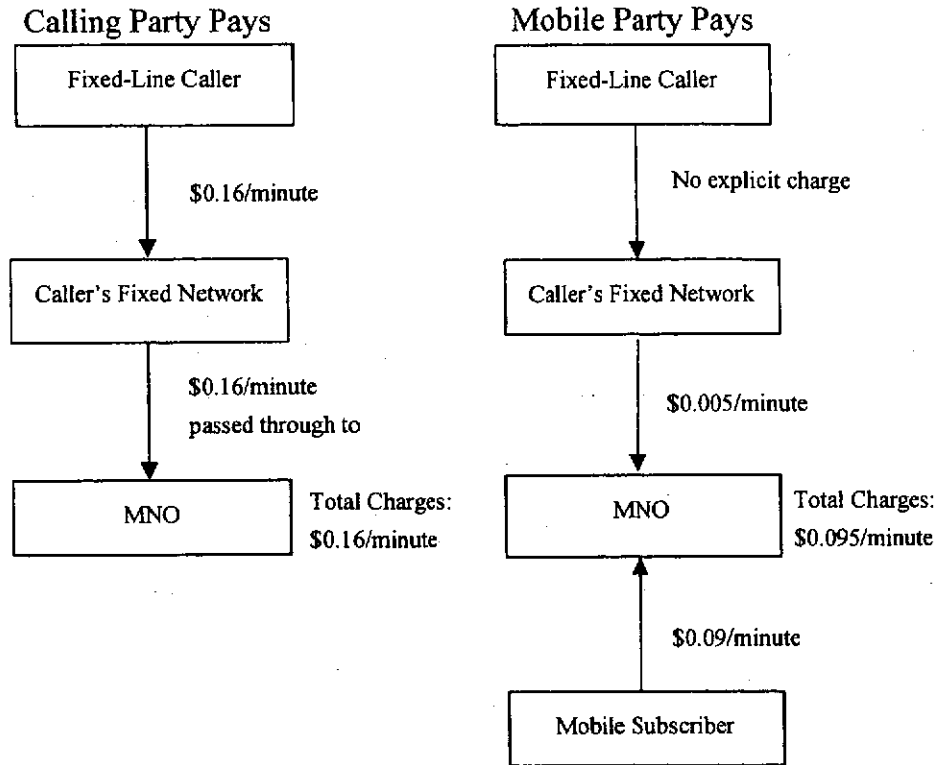 Calling Party Pays
Fixed-Line Caller
$0.16/minute
Caller's Fixed Network
$0.16/minute
passed through to
MNO
Total Charges:
$0.16/minute
Mobile Party Pays
Fixed-Line Caller
No explicit charge
Caller's Fixed Network
$0.005/minute
MNO
Total Charges:
$0.095/minute
$0.09/minute
Mobile Subscriber